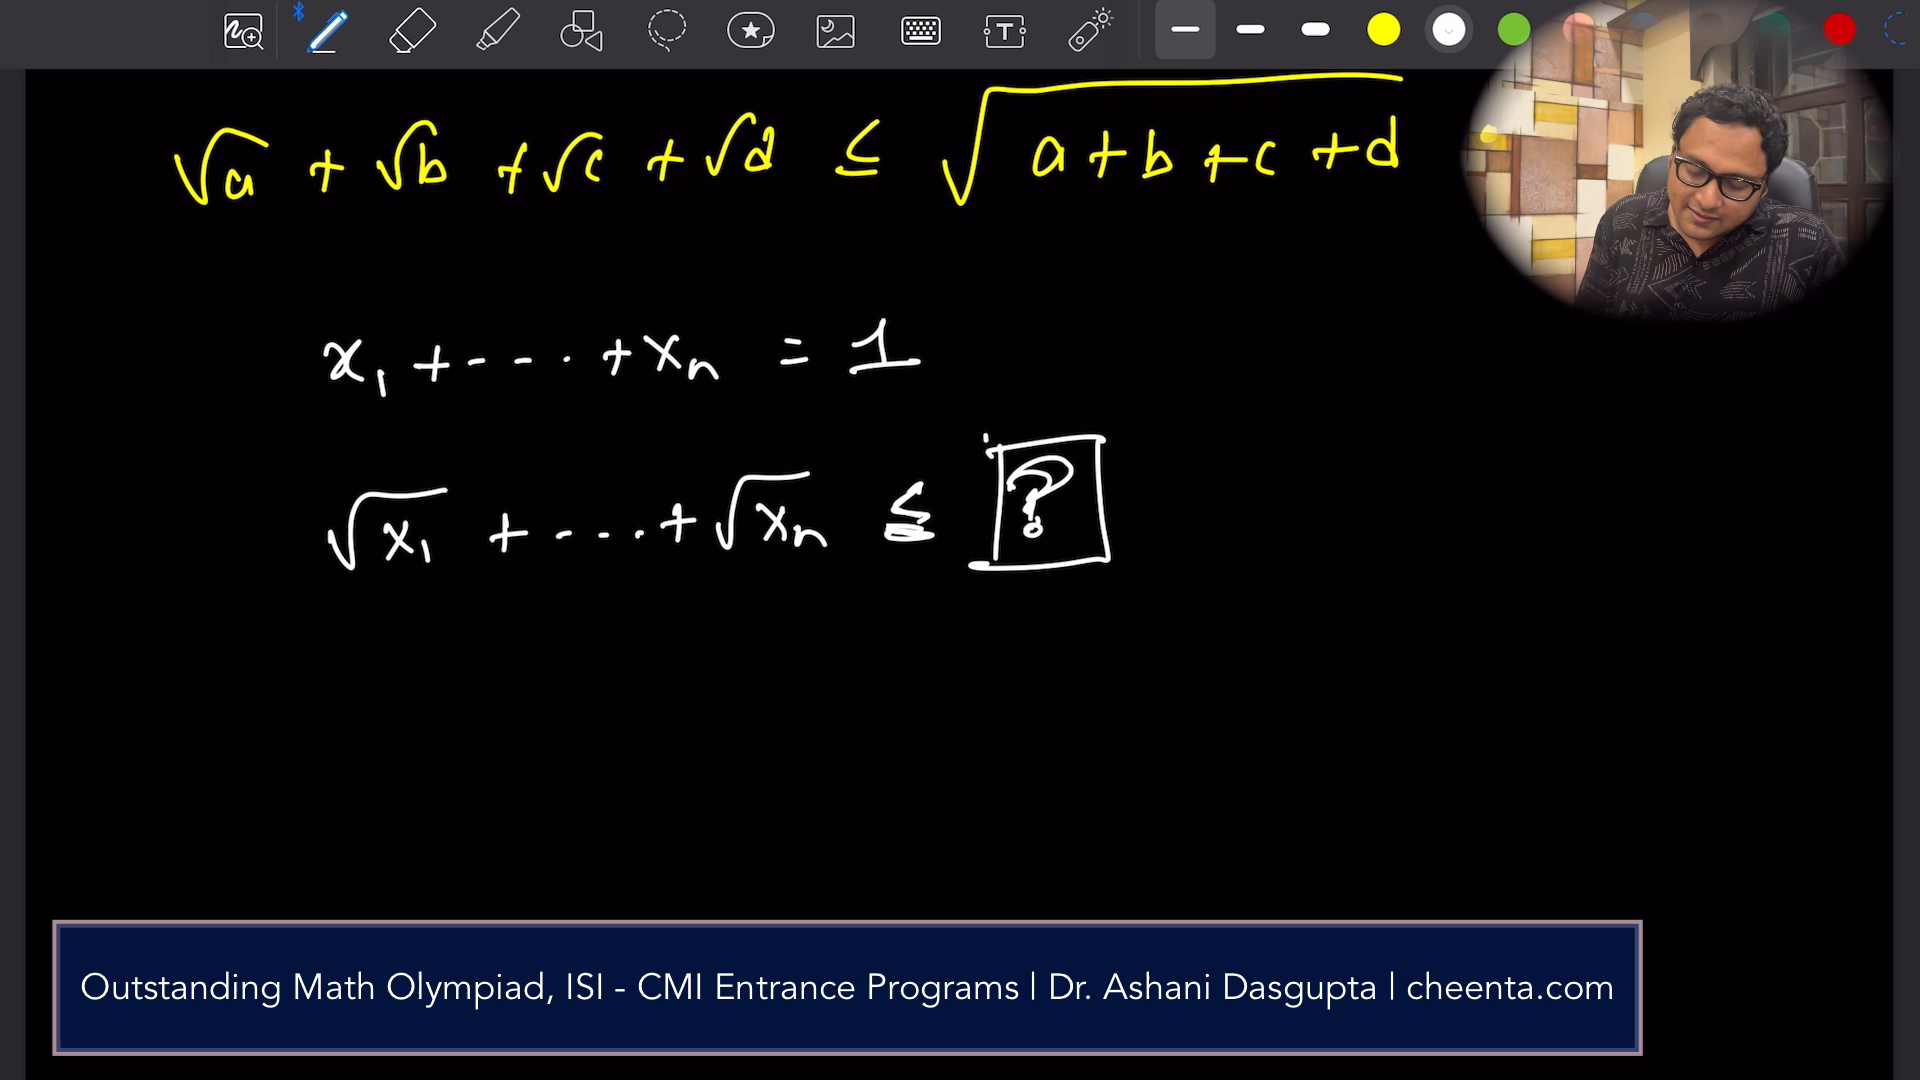 T
√a + √b + √c + √d ≤ √(a + b + c + d)
x₁ + - - - . + xₙ = 1
√x₁ + - - - . + √xₙ ≤ ?
Outstanding Math Olympiad, ISI - CMI Entrance Programs | Dr. Ashani Dasgupta | cheenta.com